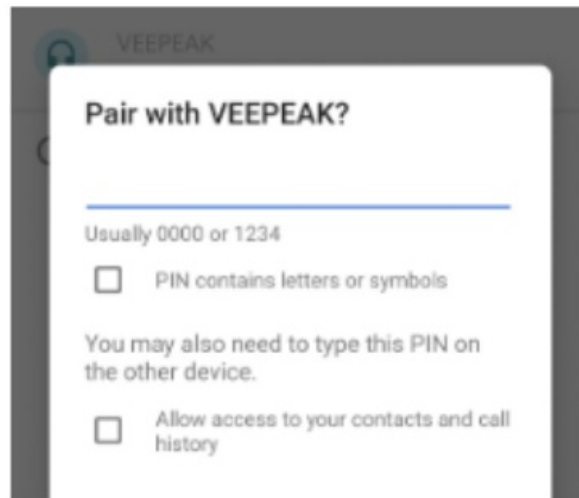 VEEPEAK
Pair with VEEPEAK?
Usually 0000 or 1234
PIN contains letters or symbols
You may also need to type this PIN on
the other device.
Allow access to your contacts and call
history